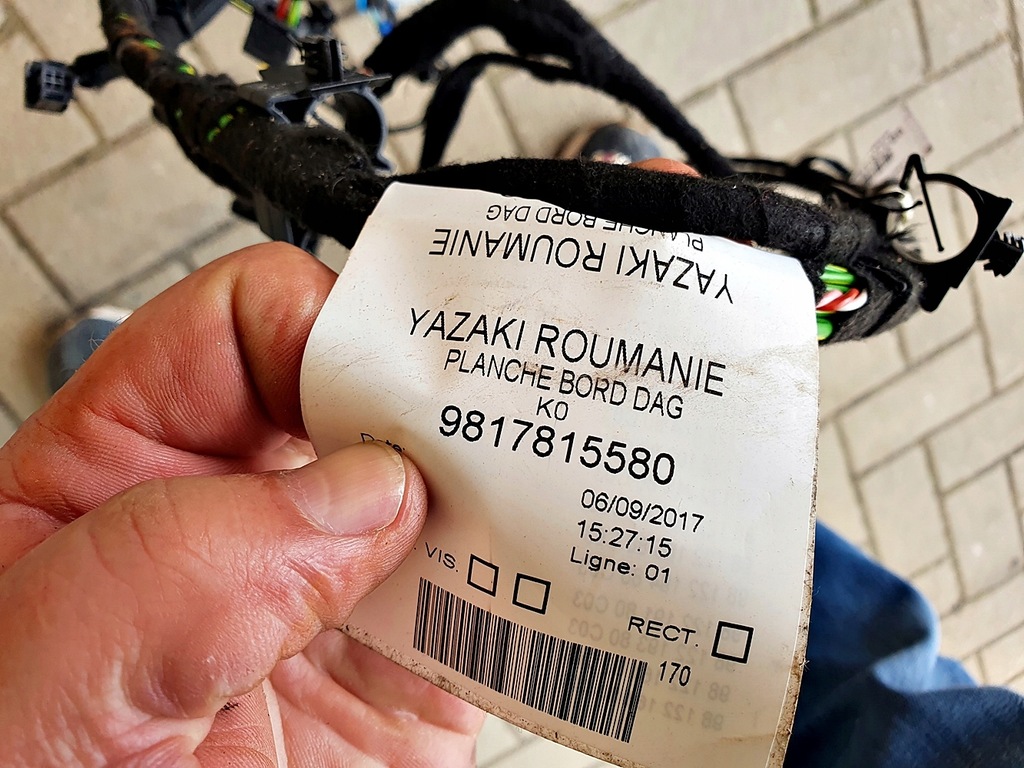 PLANCHE BORD DAG
YAZAKI ROUMANIE
YAZAKI ROUMANIE
PLANCHE BORD DAG
K0
9817815580
06/09/2017
15:27:15
Ligne: 01
VIS.
RECT.
170